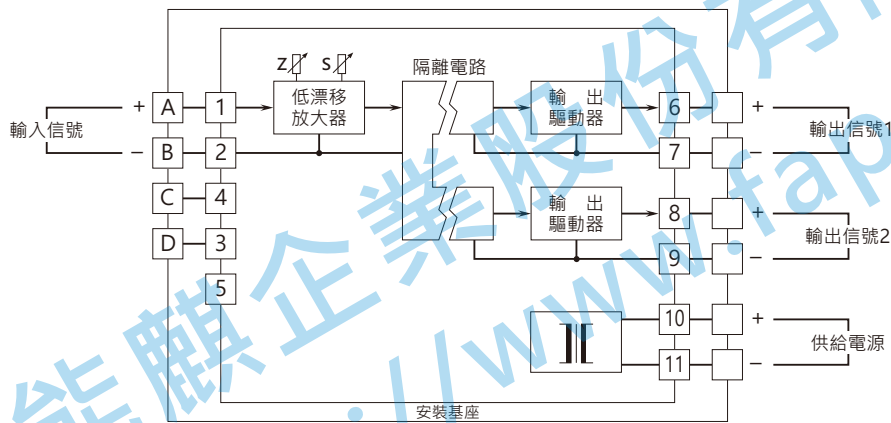 Z S
隔離電路
低漂移
放大器
輸 出
驅動器
+ A 1
6 +
輸入信號
輸出信號1
− B 2
7 −
C 4
輸 出
驅動器
8 +
D 3
輸出信號2
9 −
5
10 +
供給電源
11 −
安裝基座
能麒企業股份有
://www.fap